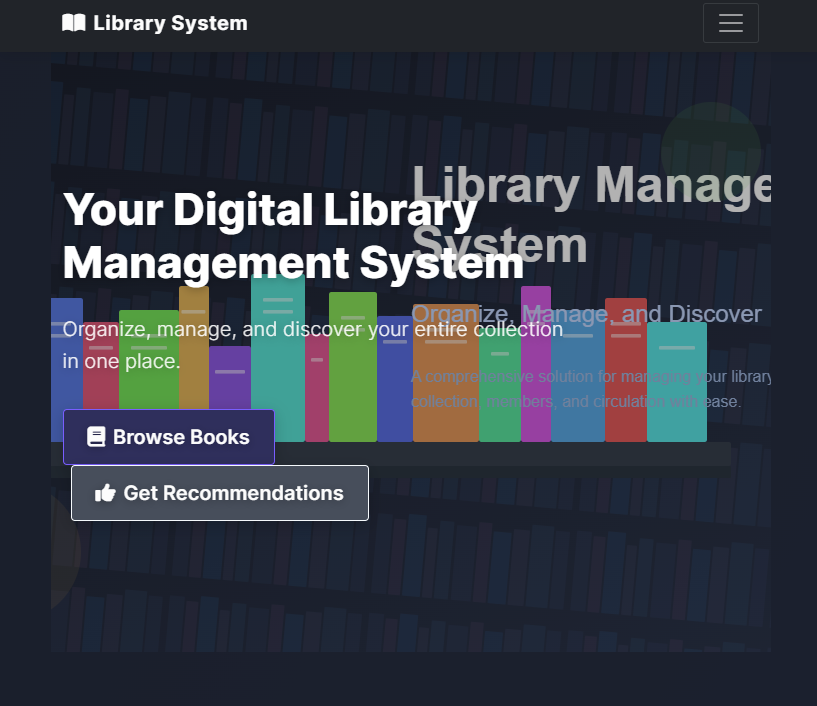 Library System
Your Digital Library
Management System
Organize, manage, and discover your entire collection
in one place.
Browse Books
Get Recommendations
Library Manage
System
Organize, Manage, and Discover
A comprehensive solution for managing your library
collection, members, and circulation with ease.